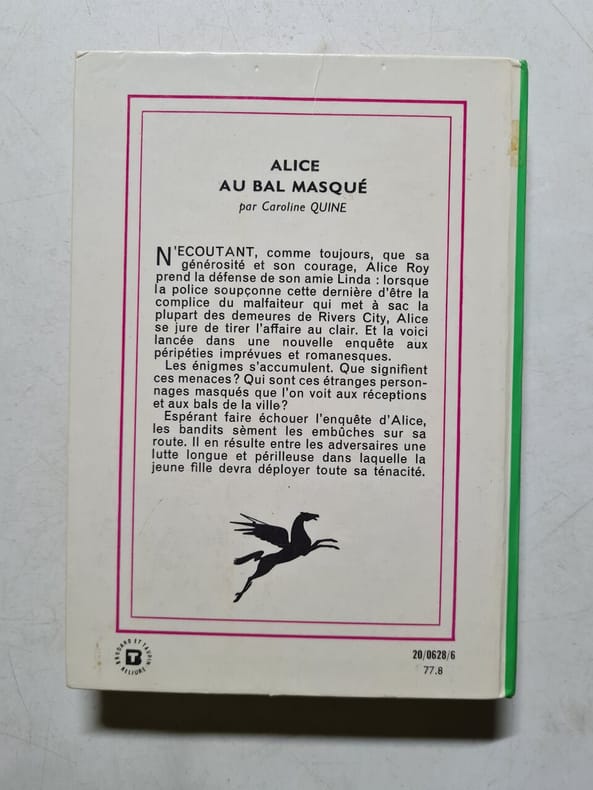 ALICE
AU BAL MASQUÉ
par Caroline QUINE
N'ECOUTANT, comme toujours, que sa
générosité et son courage, Alice Roy
prend la défense de son amie Linda : lorsque
la police soupçonne cette dernière d'être la
complice du malfaiteur qui met à sac la
plupart des demeures de Rivers City, Alice
se jure de tirer l'affaire au clair. Et la voici
lancée dans une nouvelle enquête aux
péripéties imprévues et romanesques.
Les énigmes s'accumulent. Que signifient
ces menaces ? Qui sont ces étranges person-
nages masqués que l'on voit aux réceptions
et aux bals de la ville ?
Espérant faire échouer l'enquête d'Alice,
les bandits sèment les embûches sur sa
route. Il en résulte entre les adversaires une
lutte longue et périlleuse dans laquelle la
jeune fille devra déployer toute sa ténacité.
BRODARD ET TAUPIN
RELIURE
20/0628/6
77.8